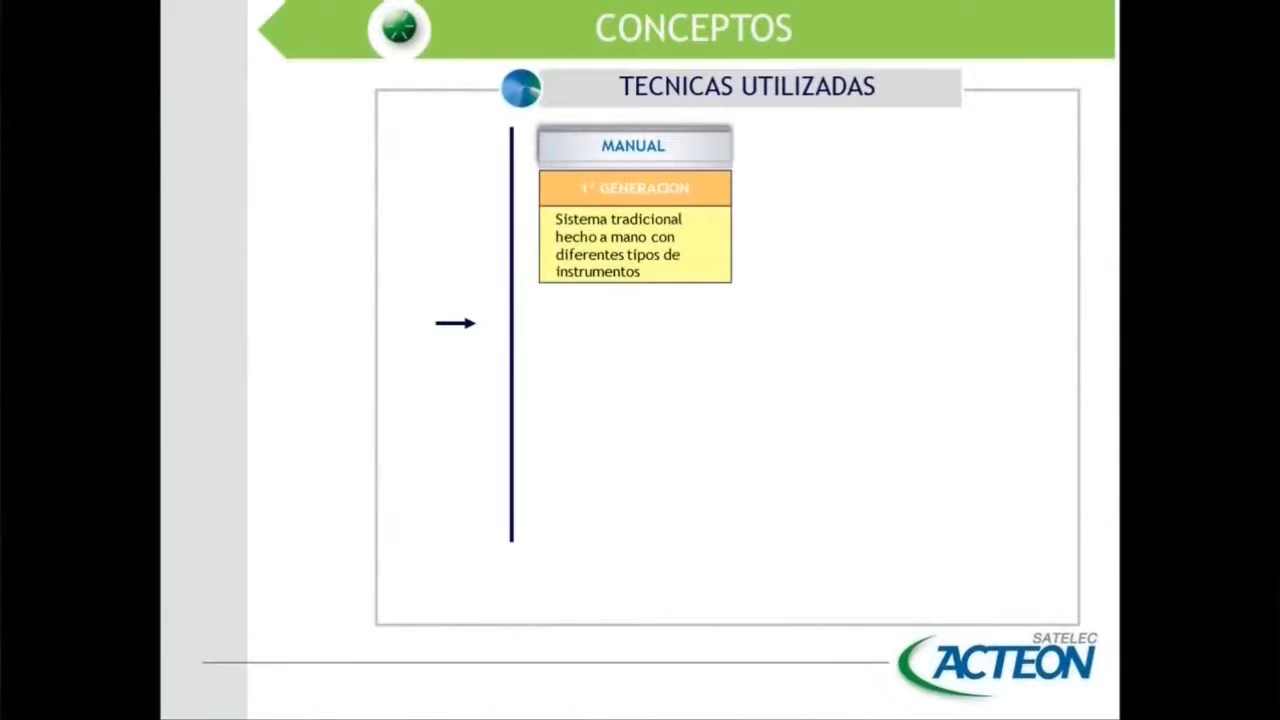 CONCEPTOS
TECNICAS UTILIZADAS
MANUAL
1ª GENERACION
Sistema tradicional
hecho a mano con
diferentes tipos de
instrumentos
SATELEC
ACTEON